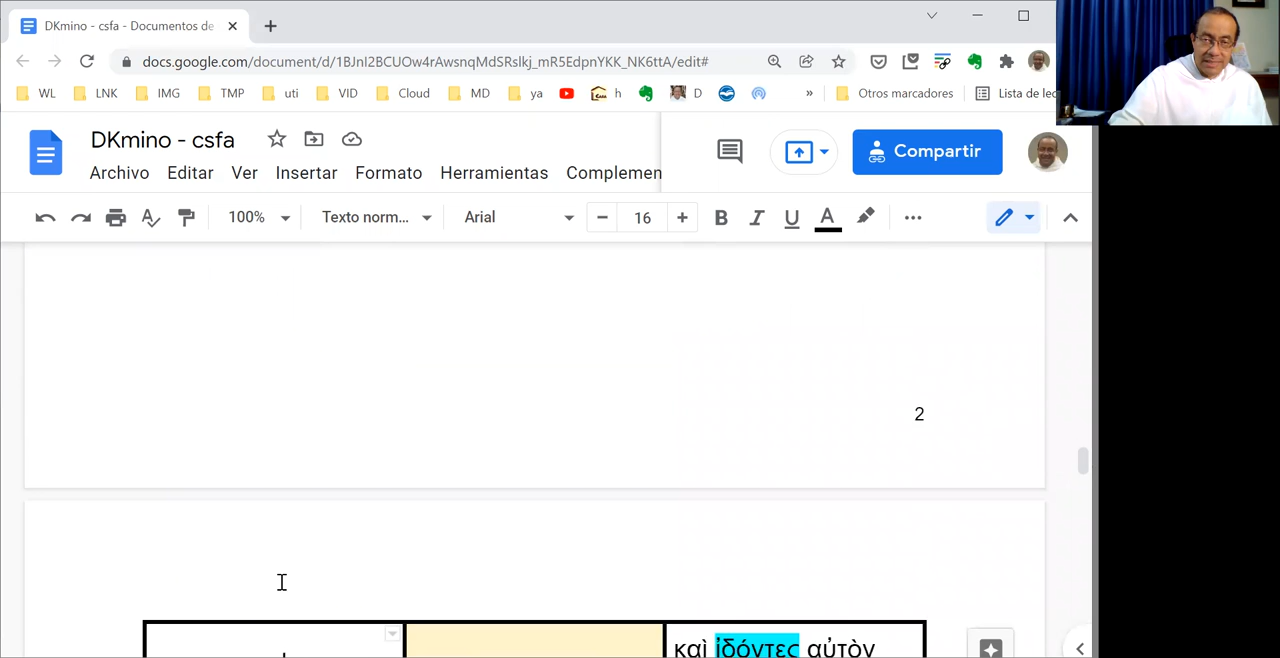 DKmino - csfa - Documentos de
docs.google.com/document/d/1BJnI2BCUOw4rAwsnqMdSRslkj_mR5EdpnYKK_NK6ttA/edit#
WL LNK IMG TMP uti VID Cloud MD ya h D » Otros marcadores Lista de lec
DKmino - csfa
Archivo Editar Ver Insertar Formato Herramientas Complemen
Compartir
100% Texto norm... Arial 16 B I U A
2
καὶ ἰδόντες αὐτὸν